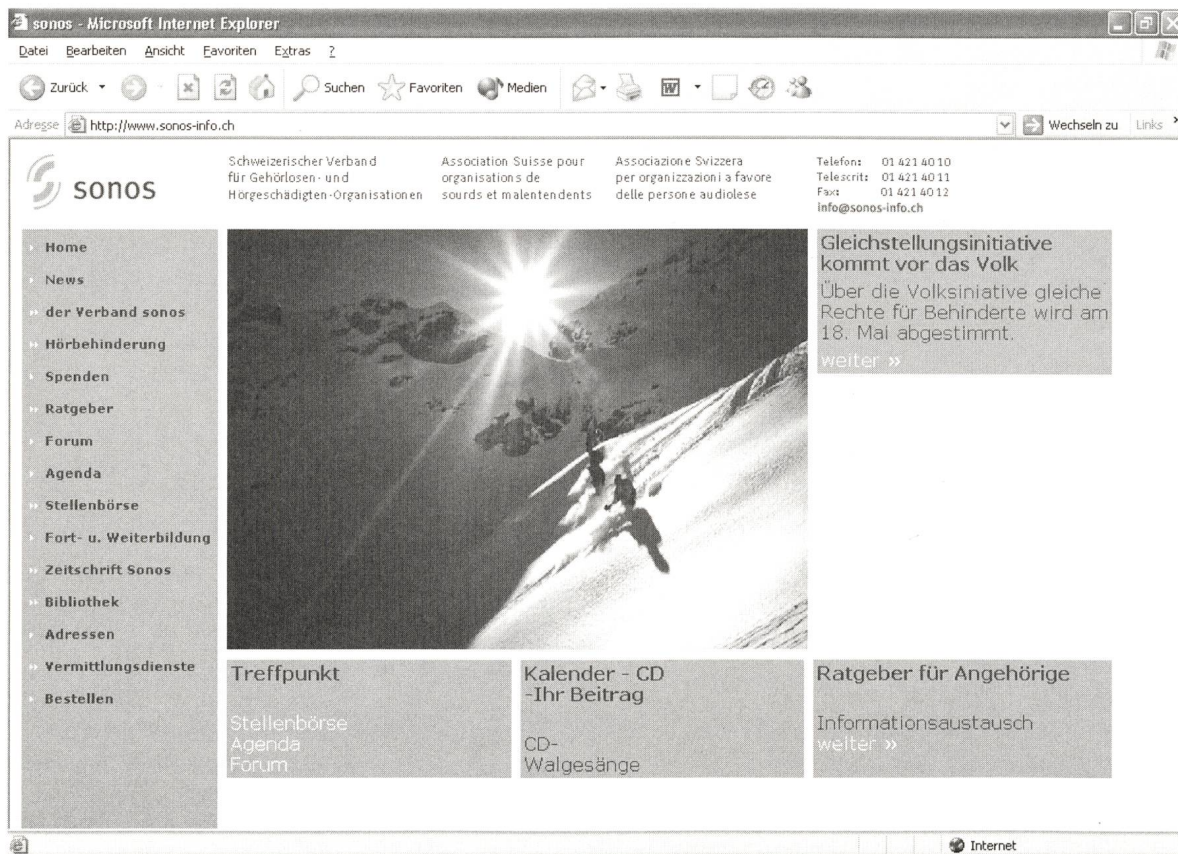 sonos - Microsoft Internet Explorer
Datei Bearbeiten Ansicht Favoriten Extras ?
Zurück Suchen Favoriten Medien
Adresse http://www.sonos-info.ch Wechseln zu Links
sonos
Schweizerischer Verband
für Gehörlosen- und
Hörgeschädigten-Organisationen
Association Suisse pour
organisations de
sourds et malentendents
Associazione Svizzera
per organizzazioni a favore
delle persone audiolese
Telefon: 01 421 40 10
Telescrit: 01 421 40 11
Fax: 01 421 40 12
info@sonos-info.ch
Home
News
der Verband sonos
Hörbehinderung
Spenden
Ratgeber
Forum
Agenda
Stellenbörse
Fort- u. Weiterbildung
Zeitschrift Sonos
Bibliothek
Adressen
Vermittlungsdienste
Bestellen
Gleichstellungsinitiative
kommt vor das Volk
Über die Volksiniative gleiche
Rechte für Behinderte wird am
18. Mai abgestimmt.
weiter »
Treffpunkt
Stellenbörse
Agenda
Forum
Kalender - CD
-Ihr Beitrag
CD-
Walgesänge
Ratgeber für Angehörige
Informationsaustausch
weiter »
Internet